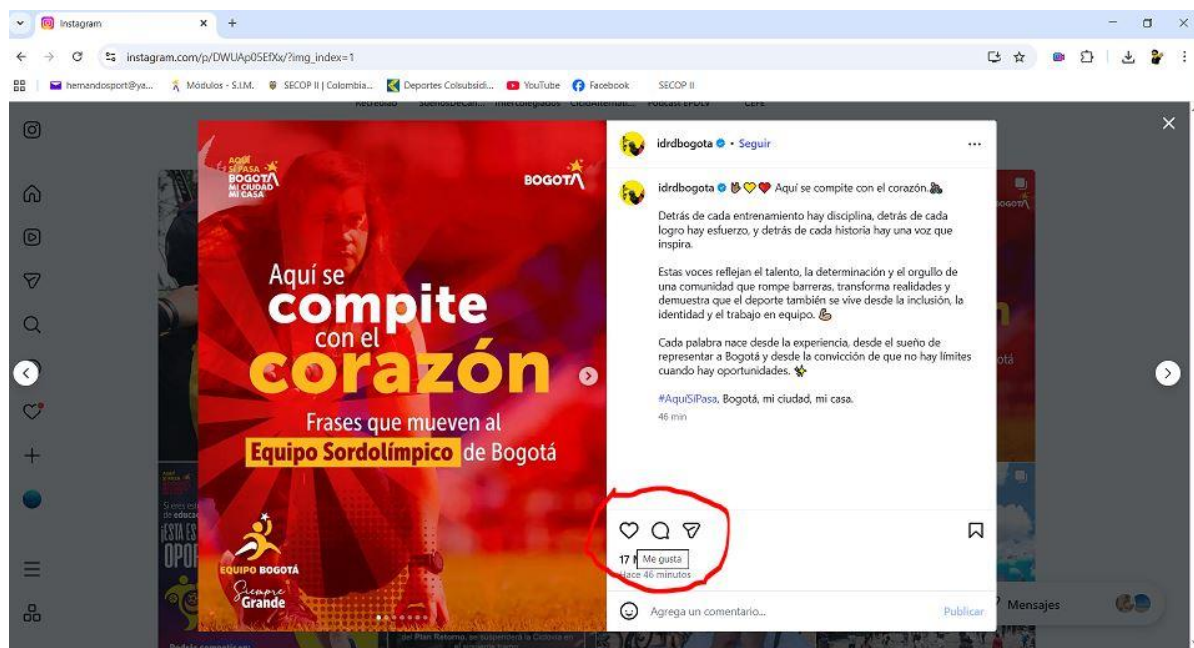 Instagram
instagram.com/p/DWUAp05EfXx/?img_index=1
hernandosport@ya... Módulos - S.I.M. SECOP II | Colombia... Deportes Colsubsidi... YouTube Facebook SECOP II
AQUÍ
SÍ PASA
BOGOTÁ
MI CIUDAD
MI CASA
BOGOTÁ
Aquí se
compite
con el
corazón
Frases que mueven al
Equipo Sordolímpico de Bogotá
EQUIPO BOGOTÁ
Siempre
Grande
idrdbogota • Seguir
idrdbogota Aquí se compite con el corazón.
Detrás de cada entrenamiento hay disciplina, detrás de cada
logro hay esfuerzo, y detrás de cada historia hay una voz que
inspira.
Estas voces reflejan el talento, la determinación y el orgullo de
una comunidad que rompe barreras, transforma realidades y
demuestra que el deporte también se vive desde la inclusión, la
identidad y el trabajo en equipo.
Cada palabra nace desde la experiencia, desde el sueño de
representar a Bogotá y desde la convicción de que no hay límites
cuando hay oportunidades.
#AquíSíPasa, Bogotá, mi ciudad, mi casa.
46 min
17
Me gusta
Hace 46 minutos
Agrega un comentario... Publicar
Mensajes